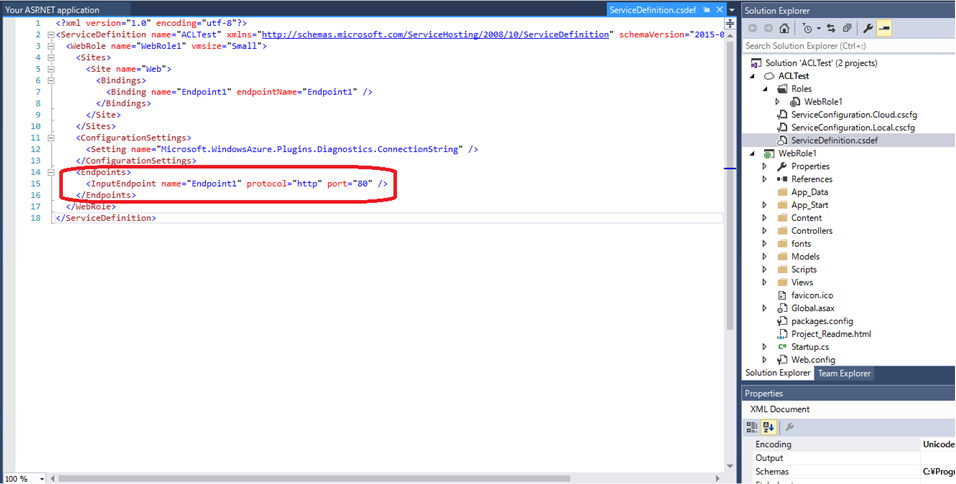 Your ASRNET application
ServiceDefinition.csdef
1 <?xml version="1.0" encoding="utf-8"?>
2 <ServiceDefinition name="ACLTest" xmlns="http://schemas.microsoft.com/ServiceHosting/2008/10/ServiceDefinition" schemaVersion="2015-0
3 <WebRole name="WebRole1" vmsize="Small">
4 <Sites>
5 <Site name="Web">
6 <Bindings>
7 <Binding name="Endpoint1" endpointName="Endpoint1" />
8 </Bindings>
9 </Site>
10 </Sites>
11 <ConfigurationSettings>
12 <Setting name="Microsoft.WindowsAzure.Plugins.Diagnostics.ConnectionString" />
13 </ConfigurationSettings>
14 <Endpoints>
15 <InputEndpoint name="Endpoint1" protocol="http" port="80" />
16 </Endpoints>
17 </WebRole>
18 </ServiceDefinition>
100 %
Solution Explorer
Search Solution Explorer (Ctrl+:)
Solution 'ACLTest' (2 projects)
ACLTest
Roles
WebRole1
ServiceConfiguration.Cloud.cscfg
ServiceConfiguration.Local.cscfg
ServiceDefinition.csdef
WebRole1
Properties
References
App_Data
App_Start
Content
Controllers
fonts
Models
Scripts
Views
favicon.ico
Global.asax
packages.config
Project_Readme.html
Startup.cs
Web.config
Solution Explorer Team Explorer
Properties
XML Document
Encoding Unicode
Output
Schemas C:¥Progr